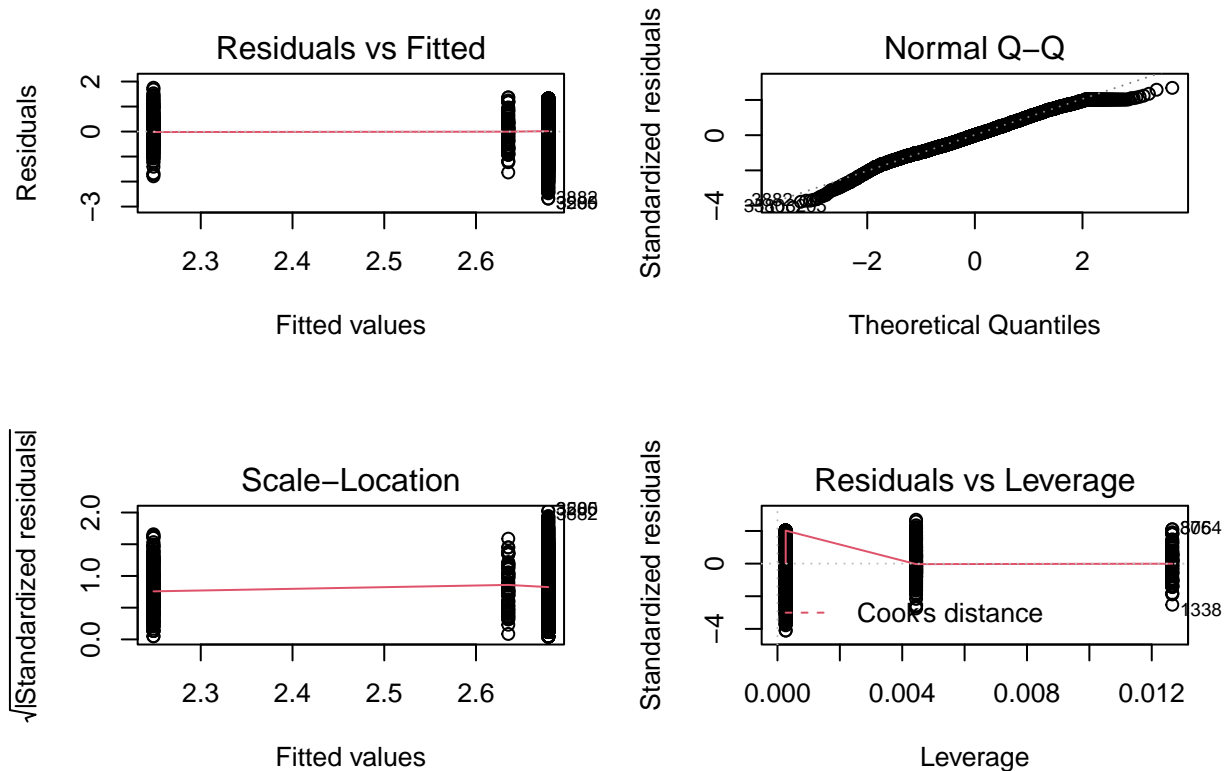 Residuals vs Fitted
Residuals
2
0
−3
3882
2.3
2.4
2.5
2.6
Fitted values
Normal Q−Q
Standardized residuals
0
−4
−2
0
2
Theoretical Quantiles
Scale−Location
√|Standardized residuals|
2.0
1.0
0.0
3882
2.3
2.4
2.5
2.6
Fitted values
Residuals vs Leverage
Standardized residuals
0
−4
1338
Cook's distance
0.000
0.004
0.008
0.012
Leverage